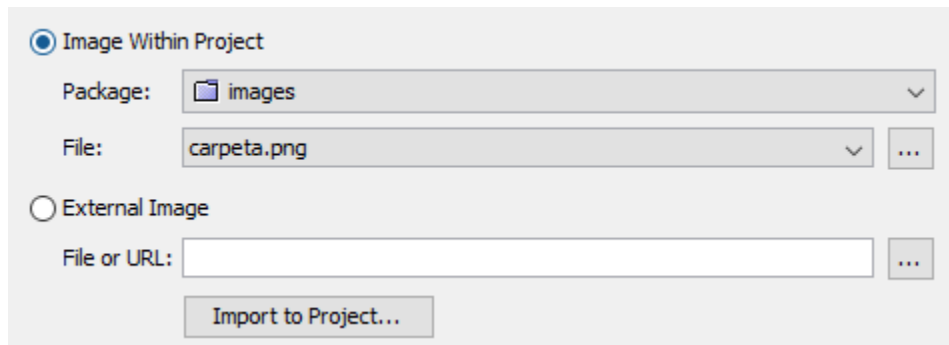 Image Within Project
Package: images
File: carpeta.png ...
External Image
File or URL: ...
Import to Project...